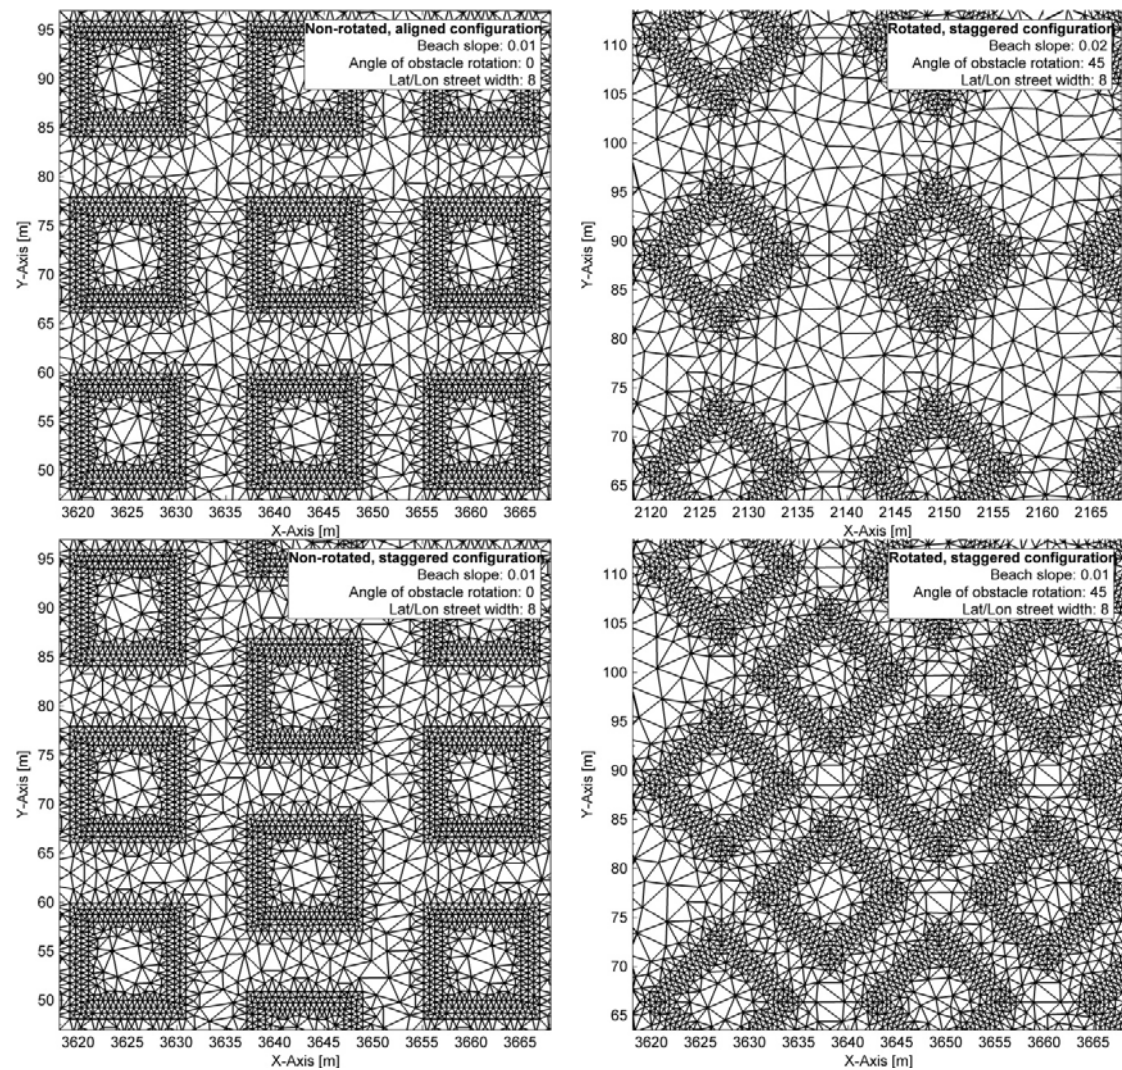 Non-rotated, aligned configuration
Beach slope: 0.01
Angle of obstacle rotation: 0
Lat/Lon street width: 8
95
90
85
80
75
70
65
60
55
50
Y-Axis [m]
3620 3625 3630 3635 3640 3645 3650 3655 3660 3665
X-Axis [m]
Rotated, staggered configuration
Beach slope: 0.02
Angle of obstacle rotation: 45
Lat/Lon street width: 8
110
105
100
95
90
85
80
75
70
65
Y-Axis [m]
2120 2125 2130 2135 2140 2145 2150 2155 2160 2165
X-Axis [m]
Non-rotated, staggered configuration
Beach slope: 0.01
Angle of obstacle rotation: 0
Lat/Lon street width: 8
95
90
85
80
75
70
65
60
55
50
Y-Axis [m]
3620 3625 3630 3635 3640 3645 3650 3655 3660 3665
X-Axis [m]
Rotated, staggered configuration
Beach slope: 0.01
Angle of obstacle rotation: 45
Lat/Lon street width: 8
110
105
100
95
90
85
80
75
70
65
Y-Axis [m]
3620 3625 3630 3635 3640 3645 3650 3655 3660 3665
X-Axis [m]